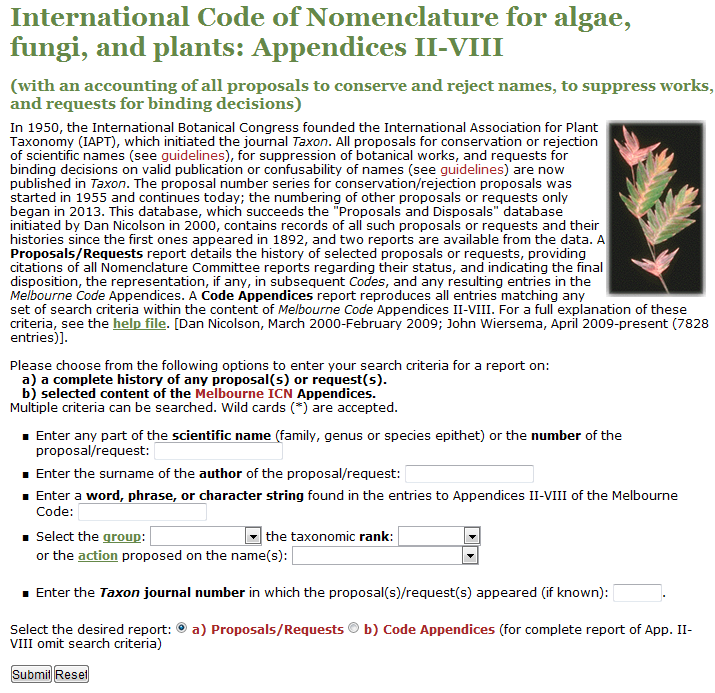 International Code of Nomenclature for algae,
fungi, and plants: Appendices II-VIII
(with an accounting of all proposals to conserve and reject names, to suppress works,
and requests for binding decisions)
In 1950, the International Botanical Congress founded the International Association for Plant
Taxonomy (IAPT), which initiated the journal Taxon. All proposals for conservation or rejection
of scientific names (see guidelines), for suppression of botanical works, and requests for
binding decisions on valid publication or confusability of names (see guidelines) are now
published in Taxon. The proposal number series for conservation/rejection proposals was
started in 1955 and continues today; the numbering of other proposals or requests only
began in 2013. This database, which succeeds the "Proposals and Disposals" database
initiated by Dan Nicolson in 2000, contains records of all such proposals or requests and their
histories since the first ones appeared in 1892, and two reports are available from the data. A
Proposals/Requests report details the history of selected proposals or requests, providing
citations of all Nomenclature Committee reports regarding their status, and indicating the final
disposition, the representation, if any, in subsequent Codes, and any resulting entries in the
Melbourne Code Appendices. A Code Appendices report reproduces all entries matching any
set of search criteria within the content of Melbourne Code Appendices II-VIII. For a full explanation of these
criteria, see the help file. [Dan Nicolson, March 2000-February 2009; John Wiersema, April 2009-present (7828
entries)].
Please choose from the following options to enter your search criteria for a report on:
a) a complete history of any proposal(s) or request(s).
b) selected content of the Melbourne ICN Appendices.
Multiple criteria can be searched. Wild cards (*) are accepted.
Enter any part of the scientific name (family, genus or species epithet) or the number of the
proposal/request:
Enter the surname of the author of the proposal/request:
Enter a word, phrase, or character string found in the entries to Appendices II-VIII of the Melbourne
Code:
Select the group: the taxonomic rank:
or the action proposed on the name(s):
Enter the Taxon journal number in which the proposal(s)/request(s) appeared (if known): .
Select the desired report: a) Proposals/Requests b) Code Appendices (for complete report of App. II-
VIII omit search criteria)
Submit Reset